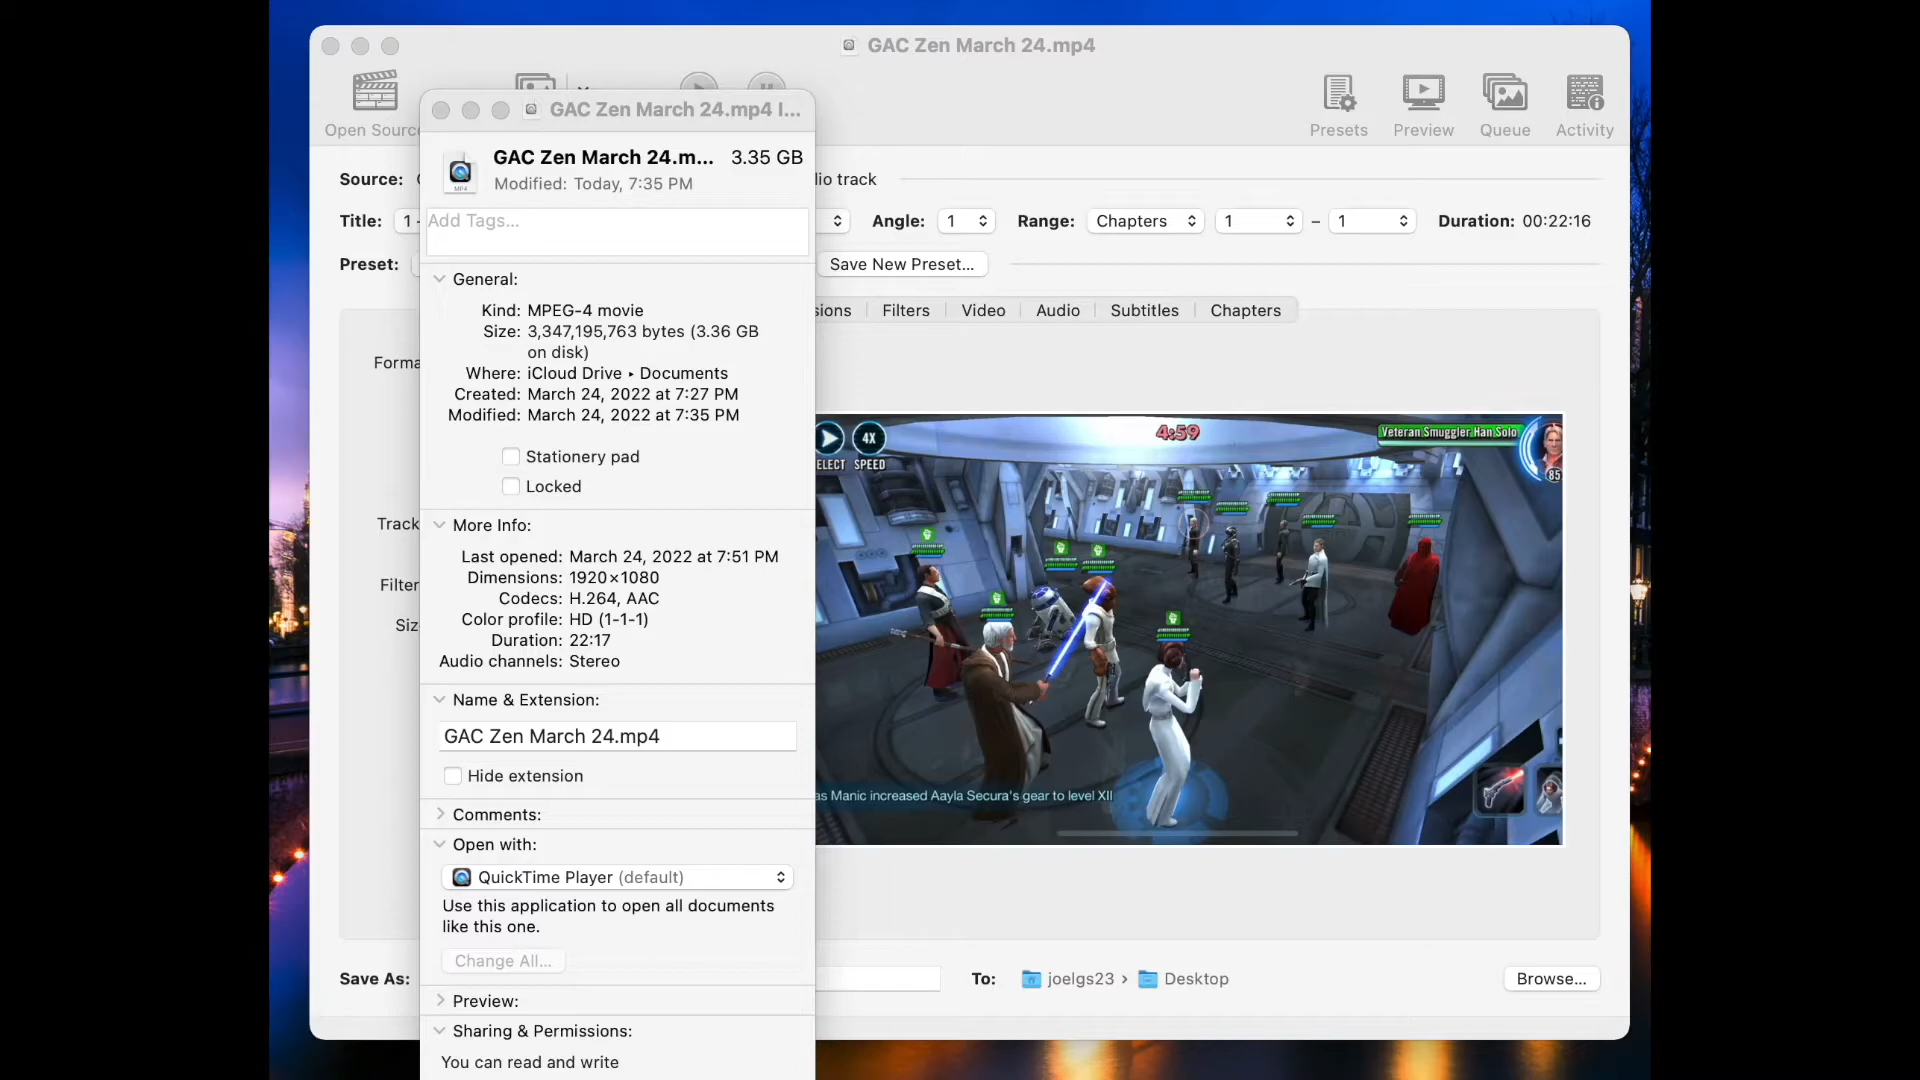 GAC Zen March 24.mp4
Open Source
Presets
Preview
Queue
Activity
GAC Zen March 24.mp4 I...
GAC Zen March 24.m... 3.35 GB
Modified: Today, 7:35 PM
Add Tags...
Source:
track
Title: 1
Angle: 1
Range: Chapters 1 – 1
Duration: 00:22:16
Preset:
Save New Preset...
Filters
Video
Audio
Subtitles
Chapters
General:
Kind: MPEG-4 movie
Size: 3,347,195,763 bytes (3.36 GB
on disk)
Where: iCloud Drive ▸ Documents
Created: March 24, 2022 at 7:27 PM
Modified: March 24, 2022 at 7:35 PM
Stationery pad
Locked
More Info:
Last opened: March 24, 2022 at 7:51 PM
Dimensions: 1920×1080
Codecs: H.264, AAC
Color profile: HD (1-1-1)
Duration: 22:17
Audio channels: Stereo
Name & Extension:
GAC Zen March 24.mp4
Hide extension
Comments:
Open with:
QuickTime Player (default)
Use this application to open all documents
like this one.
Change All...
Preview:
Sharing & Permissions:
You can read and write
4X
SPEED
4:59
Veteran Smuggler Han Solo
85
as Manic increased Aayla Secura's gear to level XII
Save As:
To: joelgs23 › Desktop
Browse...
MP4